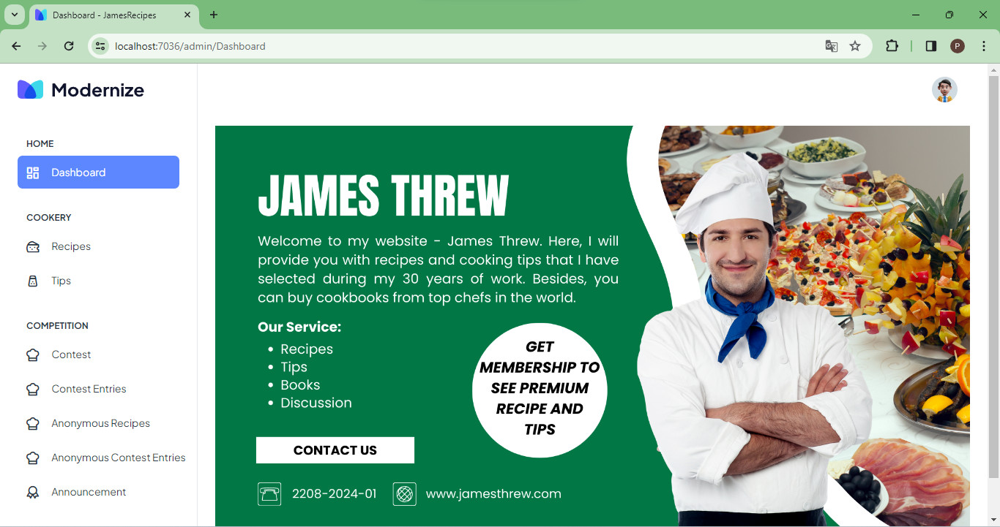 Dashboard - JamesRecipes
localhost:7036/admin/Dashboard
P
Modernize
HOME
Dashboard
COOKERY
Recipes
Tips
COMPETITION
Contest
Contest Entries
Anonymous Recipes
Anonymous Contest Entries
Announcement
JAMES THREW
Welcome to my website - James Threw. Here, I will
provide you with recipes and cooking tips that I have
selected during my 30 years of work. Besides, you
can buy cookbooks from top chefs in the world.
Our Service:
• Recipes
• Tips
• Books
• Discussion
GET
MEMBERSHIP TO
SEE PREMIUM
RECIPE AND
TIPS
CONTACT US
2208-2024-01
www.jamesthrew.com